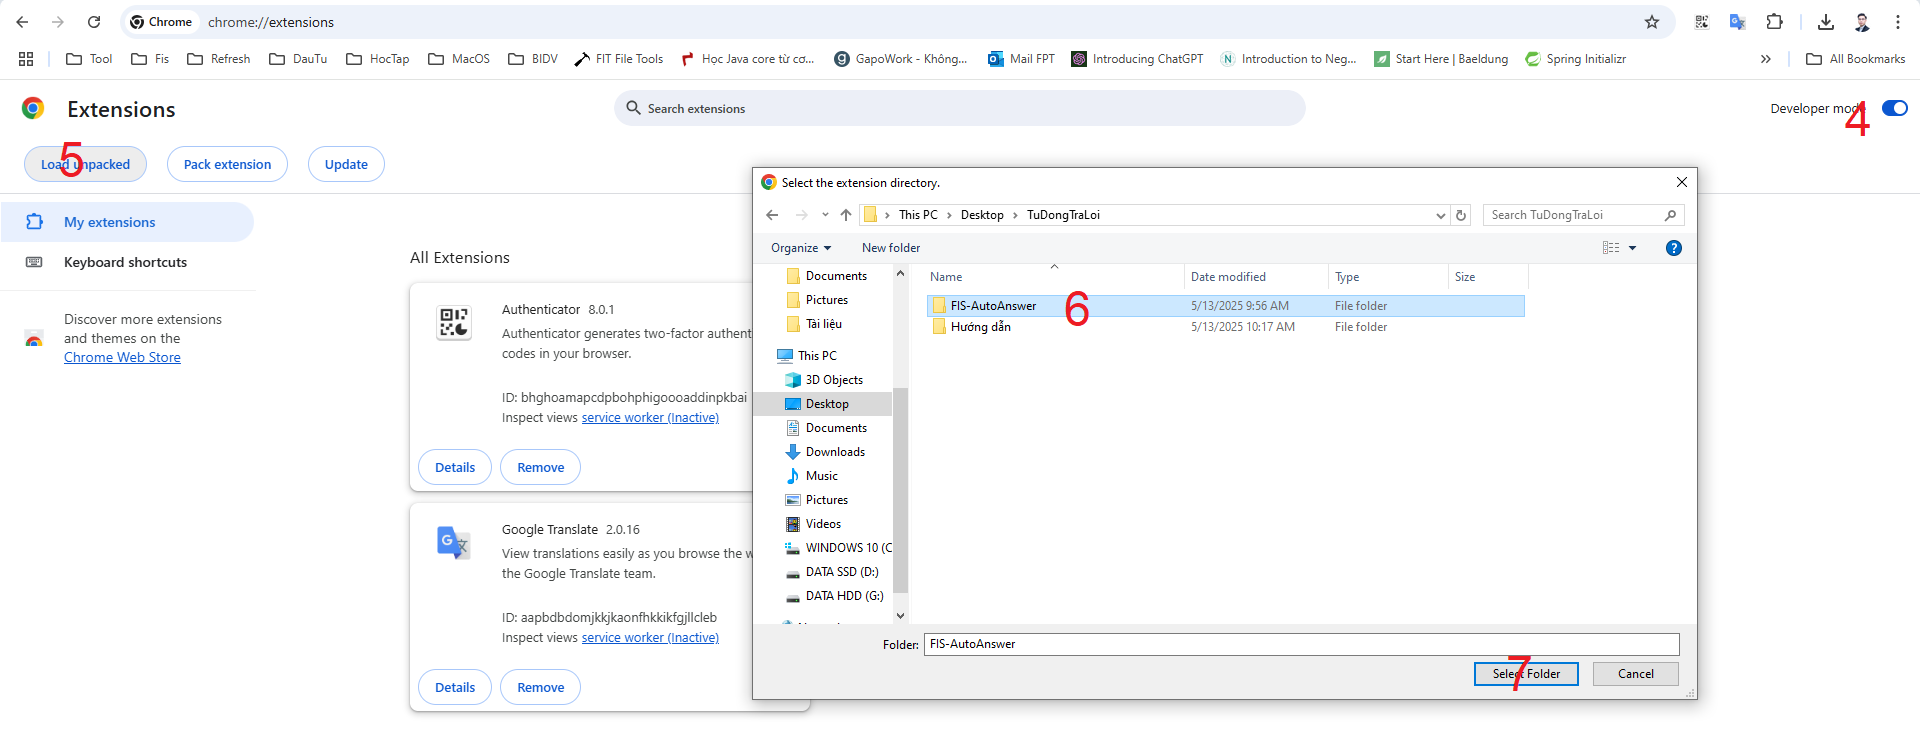 Chrome chrome://extensions
Tool Fis Refresh DauTu HocTap MacOS BIDV FIT File Tools Học Java core từ cơ... GapoWork - Không... Mail FPT Introducing ChatGPT Introduction to Neg... Start Here | Baeldung Spring Initializr » All Bookmarks
Extensions
Search extensions
Developer mode
4
5
Load unpacked
Pack extension
Update
My extensions
Keyboard shortcuts
Discover more extensions
and themes on the
Chrome Web Store
All Extensions
Authenticator 8.0.1
Authenticator generates two-factor authent
codes in your browser.
ID: bhghoamapcdpbohphigoooaddinpkbai
Inspect views service worker (Inactive)
Details
Remove
Google Translate 2.0.16
View translations easily as you browse the w
the Google Translate team.
ID: aapbdbdomjkkjkaonfhkkikfgjllcleb
Inspect views service worker (Inactive)
Details
Remove
Select the extension directory.
This PC > Desktop > TuDongTraLoi
Search TuDongTraLoi
Organize
New folder
Documents
Pictures
Tài liệu
This PC
3D Objects
Desktop
Documents
Downloads
Music
Pictures
Videos
WINDOWS 10 (C
DATA SSD (D:)
DATA HDD (G:)
Name Date modified Type Size
FIS-AutoAnswer 5/13/2025 9:56 AM File folder
6
Hướng dẫn 5/13/2025 10:17 AM File folder
Folder: FIS-AutoAnswer
7
Select Folder
Cancel